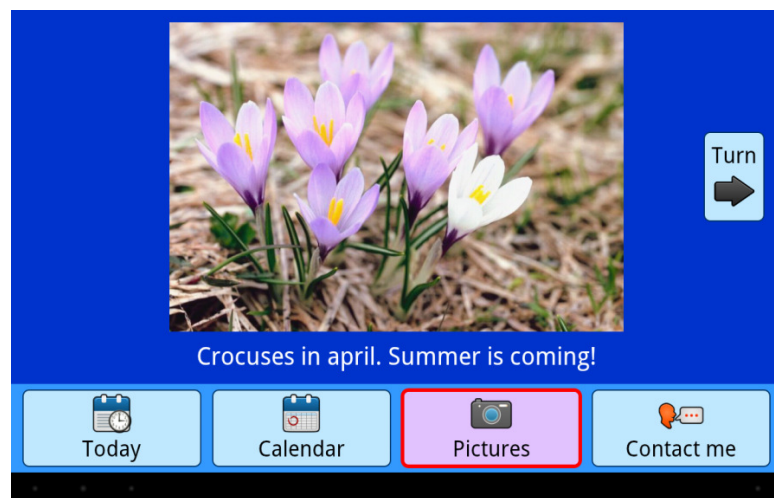 Turn
Crocuses in april. Summer is coming!
Today
Calendar
Pictures
Contact me